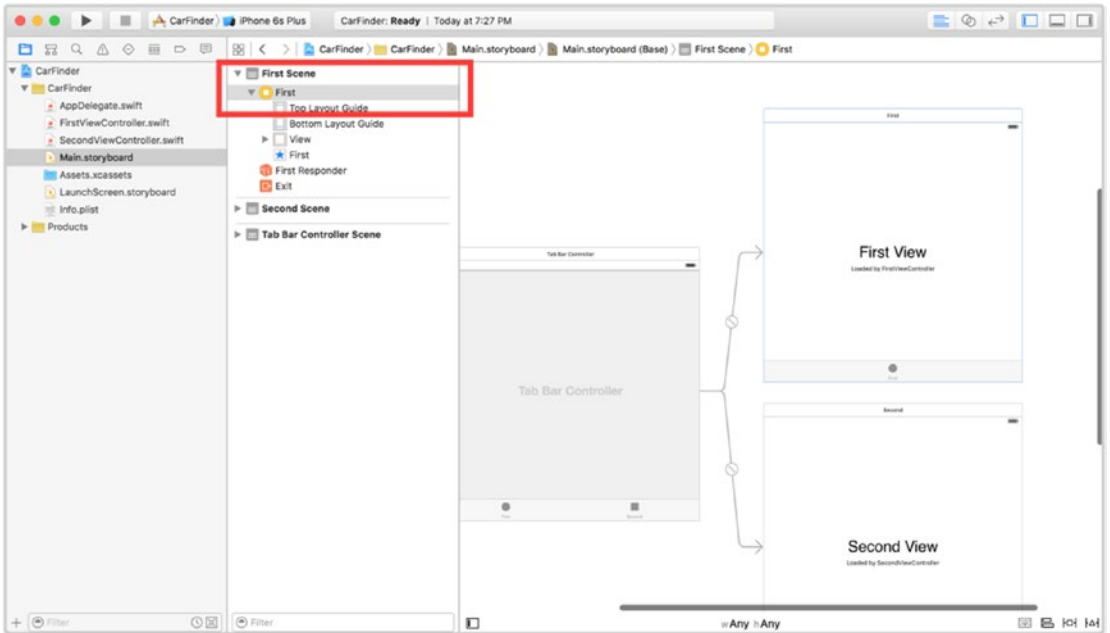 CarFinder
iPhone 6s Plus
CarFinder: Ready | Today at 7:27 PM
CarFinder
CarFinder
Main.storyboard
Main.storyboard (Base)
First Scene
First
CarFinder
CarFinder
AppDelegate.swift
FirstViewController.swift
SecondViewController.swift
Main.storyboard
Assets.xcassets
LaunchScreen.storyboard
Info.plist
Products
Filter
First Scene
First
Top Layout Guide
Bottom Layout Guide
View
First
First Responder
Exit
Second Scene
Tab Bar Controller Scene
Filter
Tab Bar Controller
Tab Bar Controller
First
Second
First
First View
Loaded by FirstViewController
First
Second
Second View
Loaded by SecondViewController
wAny hAny